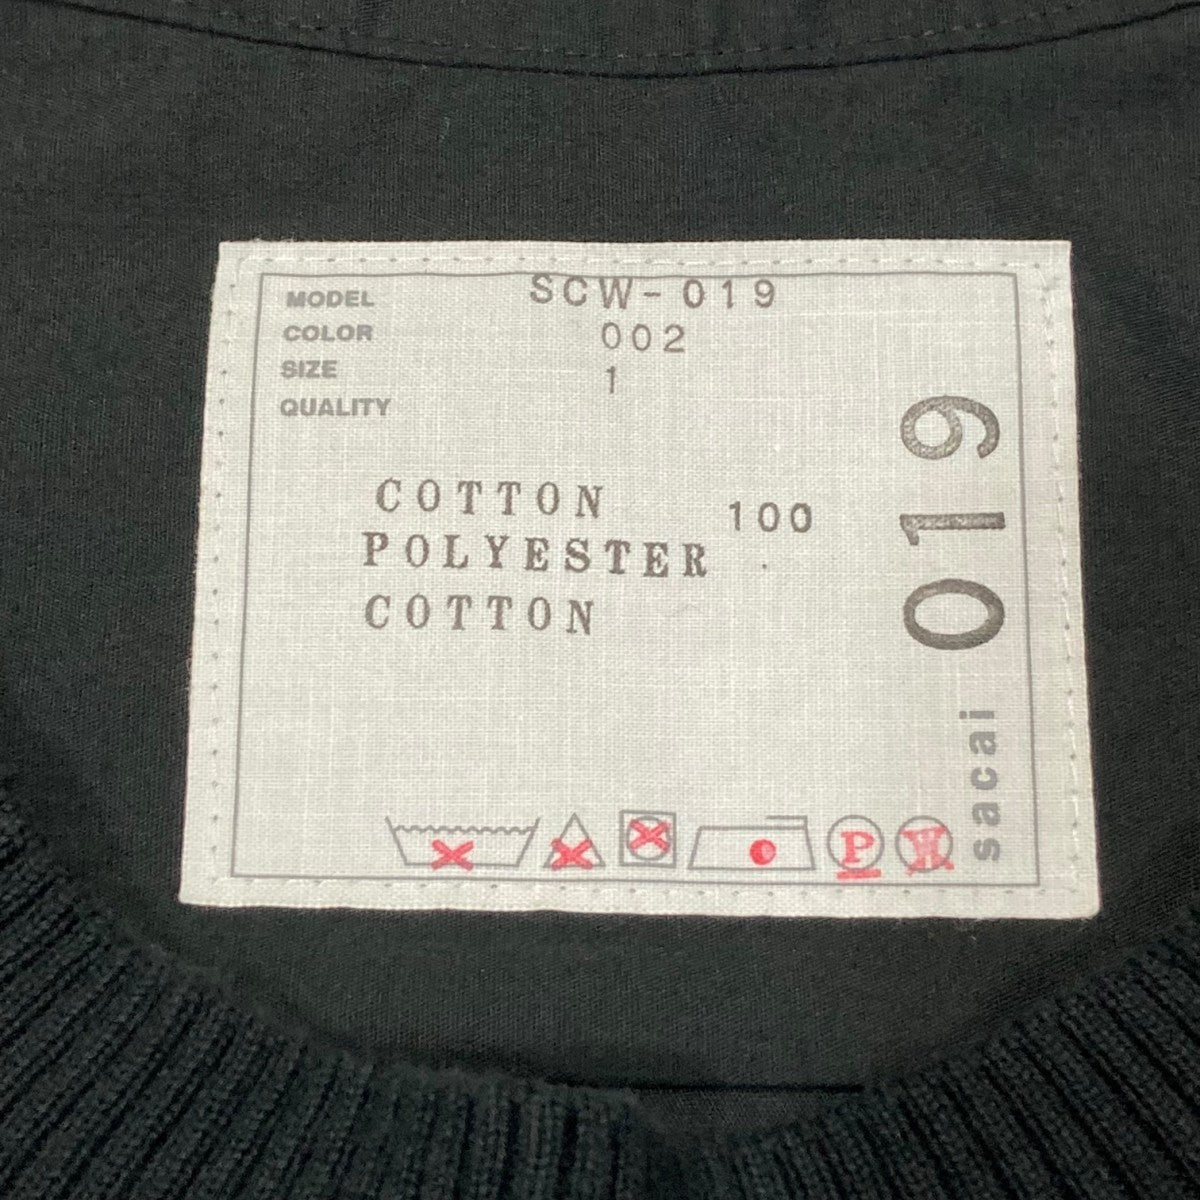 MODEL SCW-019
COLOR 002
SIZE 1
QUALITY
COTTON 100
POLYESTER
COTTON
sacai 019
P
W